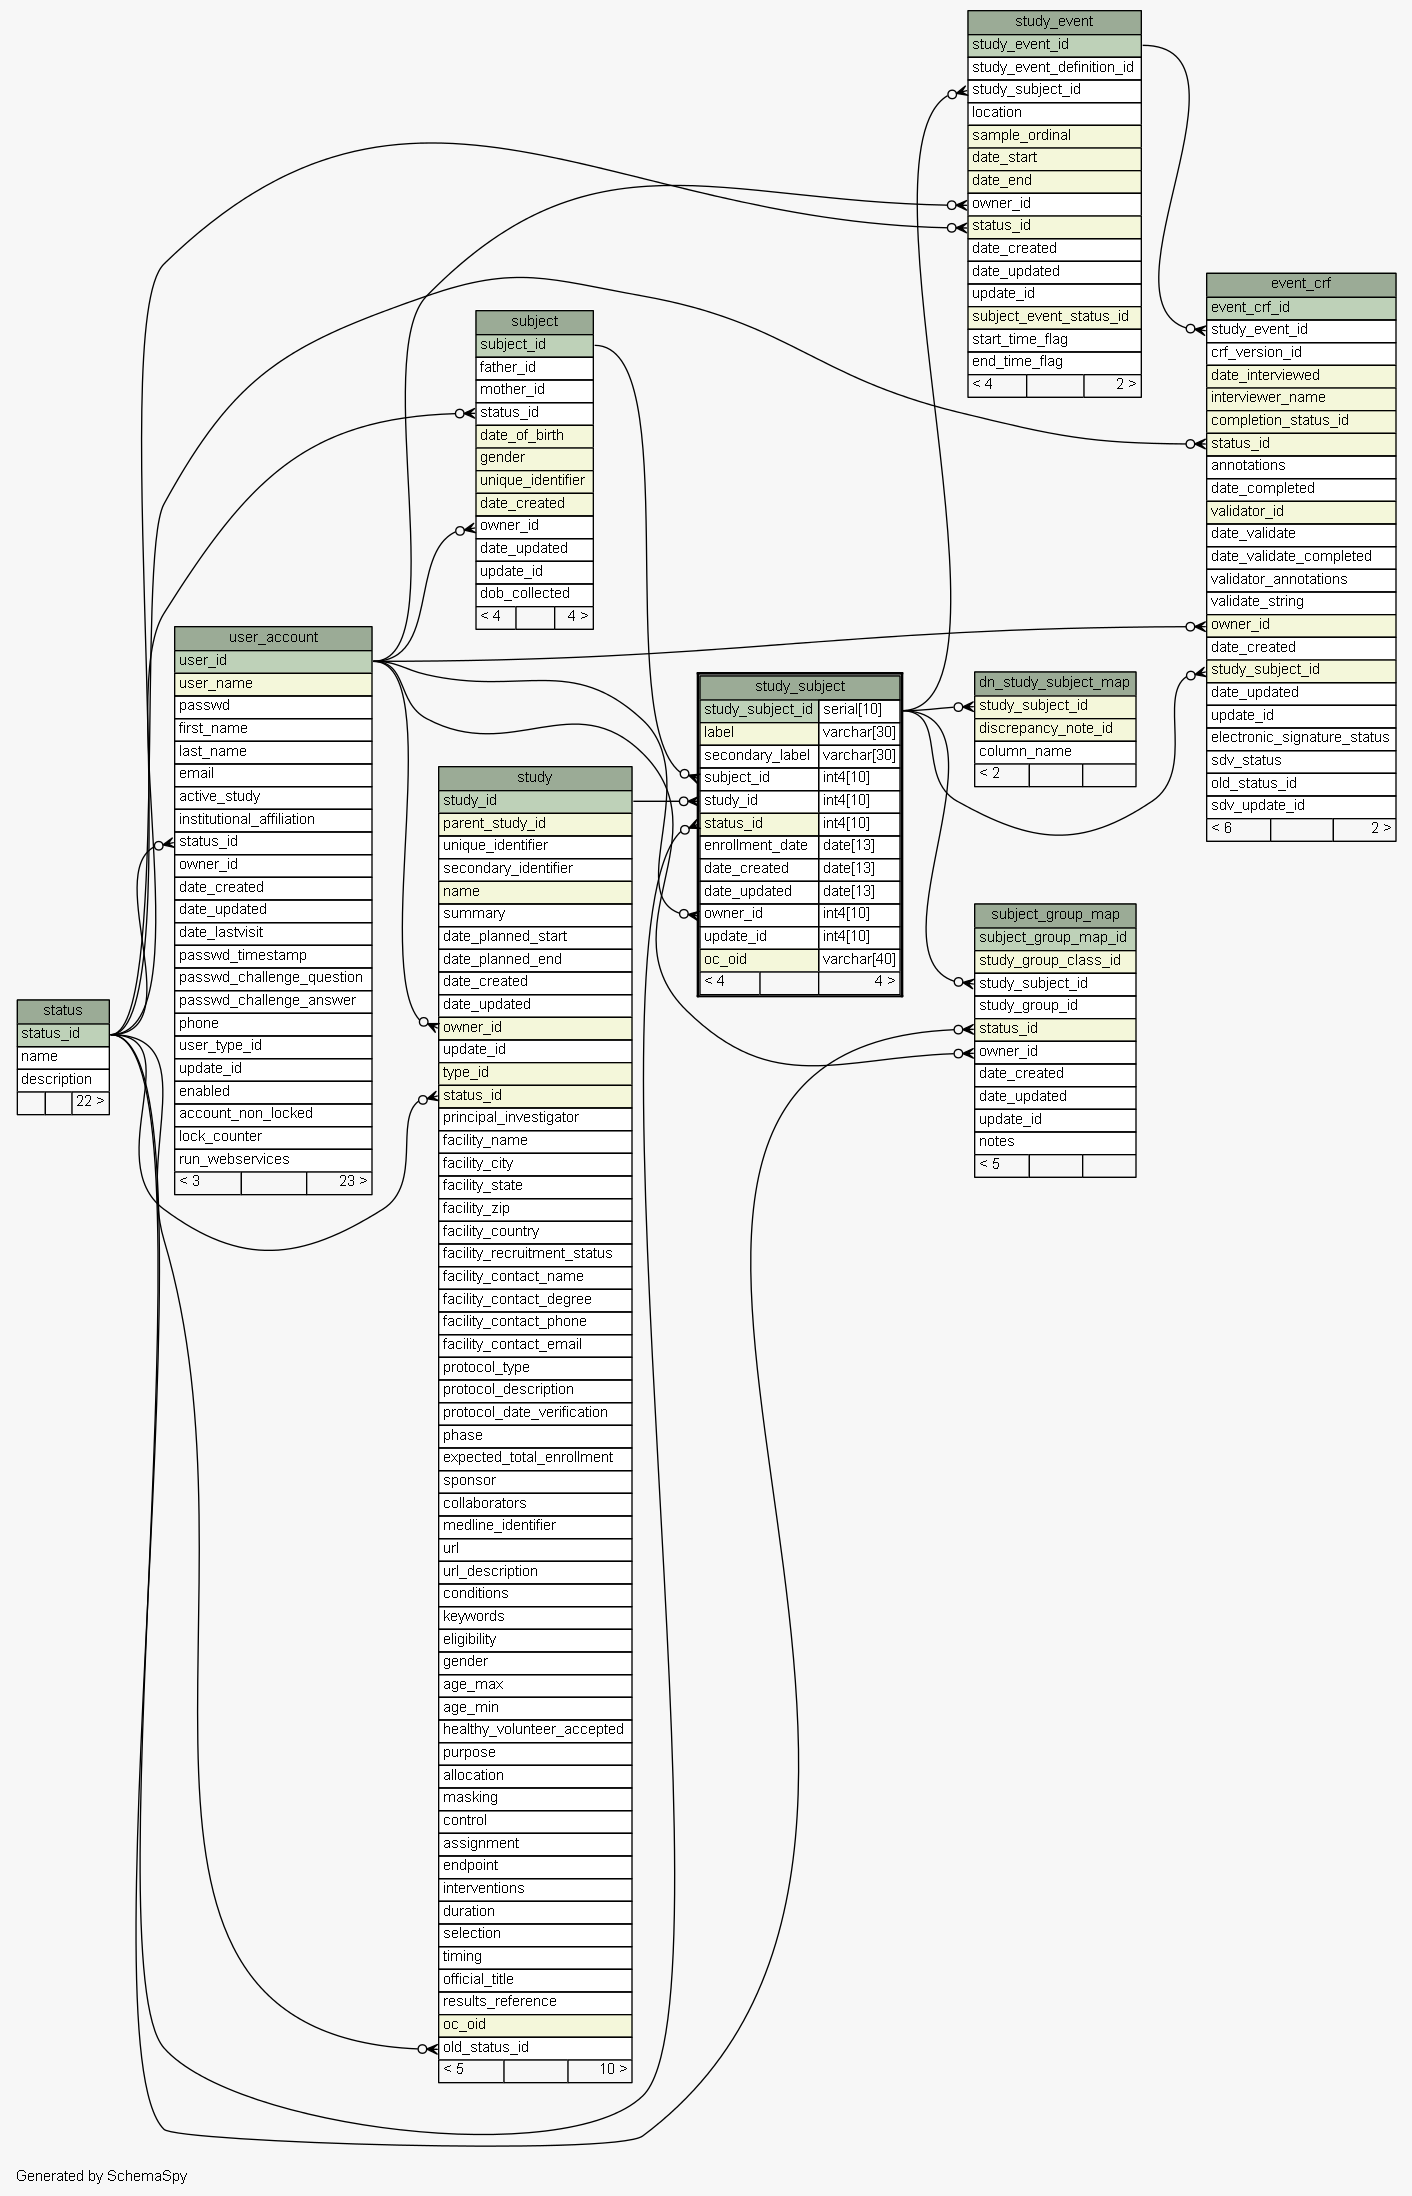 study_event
study_event_id
study_event_definition_id
study_subject_id
location
sample_ordinal
date_start
date_end
owner_id
status_id
date_created
date_updated
update_id
subject_event_status_id
start_time_flag
end_time_flag
< 4 2 >
event_crf
event_crf_id
study_event_id
crf_version_id
date_interviewed
interviewer_name
completion_status_id
status_id
annotations
date_completed
validator_id
date_validate
date_validate_completed
validator_annotations
validate_string
owner_id
date_created
study_subject_id
date_updated
update_id
electronic_signature_status
sdv_status
old_status_id
sdv_update_id
< 6 2 >
subject
subject_id
father_id
mother_id
status_id
date_of_birth
gender
unique_identifier
date_created
owner_id
date_updated
update_id
dob_collected
< 4 4 >
user_account
user_id
user_name
passwd
first_name
last_name
email
active_study
institutional_affiliation
status_id
owner_id
date_created
date_updated
date_lastvisit
passwd_timestamp
passwd_challenge_question
passwd_challenge_answer
phone
user_type_id
update_id
enabled
account_non_locked
lock_counter
run_webservices
< 3 23 >
study_subject
study_subject_id serial[10]
label varchar[30]
secondary_label varchar[30]
subject_id int4[10]
study_id int4[10]
status_id int4[10]
enrollment_date date[13]
date_created date[13]
date_updated date[13]
owner_id int4[10]
update_id int4[10]
oc_oid varchar[40]
< 4 4 >
dn_study_subject_map
study_subject_id
discrepancy_note_id
column_name
< 2
study
study_id
parent_study_id
unique_identifier
secondary_identifier
name
summary
date_planned_start
date_planned_end
date_created
date_updated
owner_id
update_id
type_id
status_id
principal_investigator
facility_name
facility_city
facility_state
facility_zip
facility_country
facility_recruitment_status
facility_contact_name
facility_contact_degree
facility_contact_phone
facility_contact_email
protocol_type
protocol_description
protocol_date_verification
phase
expected_total_enrollment
sponsor
collaborators
medline_identifier
url
url_description
conditions
keywords
eligibility
gender
age_max
age_min
healthy_volunteer_accepted
purpose
allocation
masking
control
assignment
endpoint
interventions
duration
selection
timing
official_title
results_reference
oc_oid
old_status_id
< 5 10 >
subject_group_map
subject_group_map_id
study_group_class_id
study_subject_id
study_group_id
status_id
owner_id
date_created
date_updated
update_id
notes
< 5
status
status_id
name
description
22 >
Generated by SchemaSpy